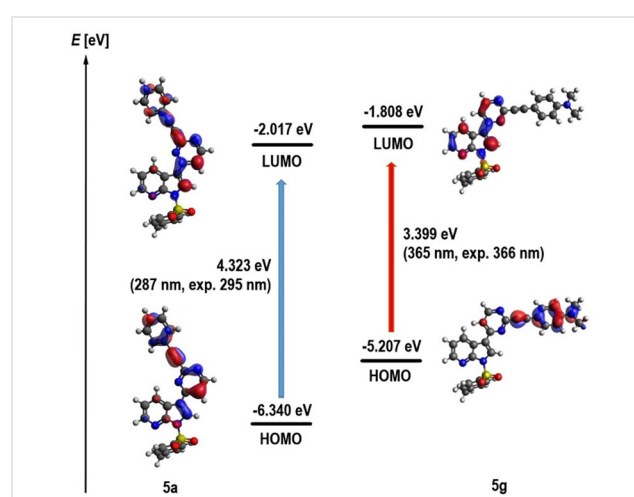 E [eV]
-2.017 eV
LUMO
4.323 eV
(287 nm, exp. 295 nm)
-6.340 eV
HOMO
5a
-1.808 eV
LUMO
3.399 eV
(365 nm, exp. 366 nm)
-5.207 eV
HOMO
5g